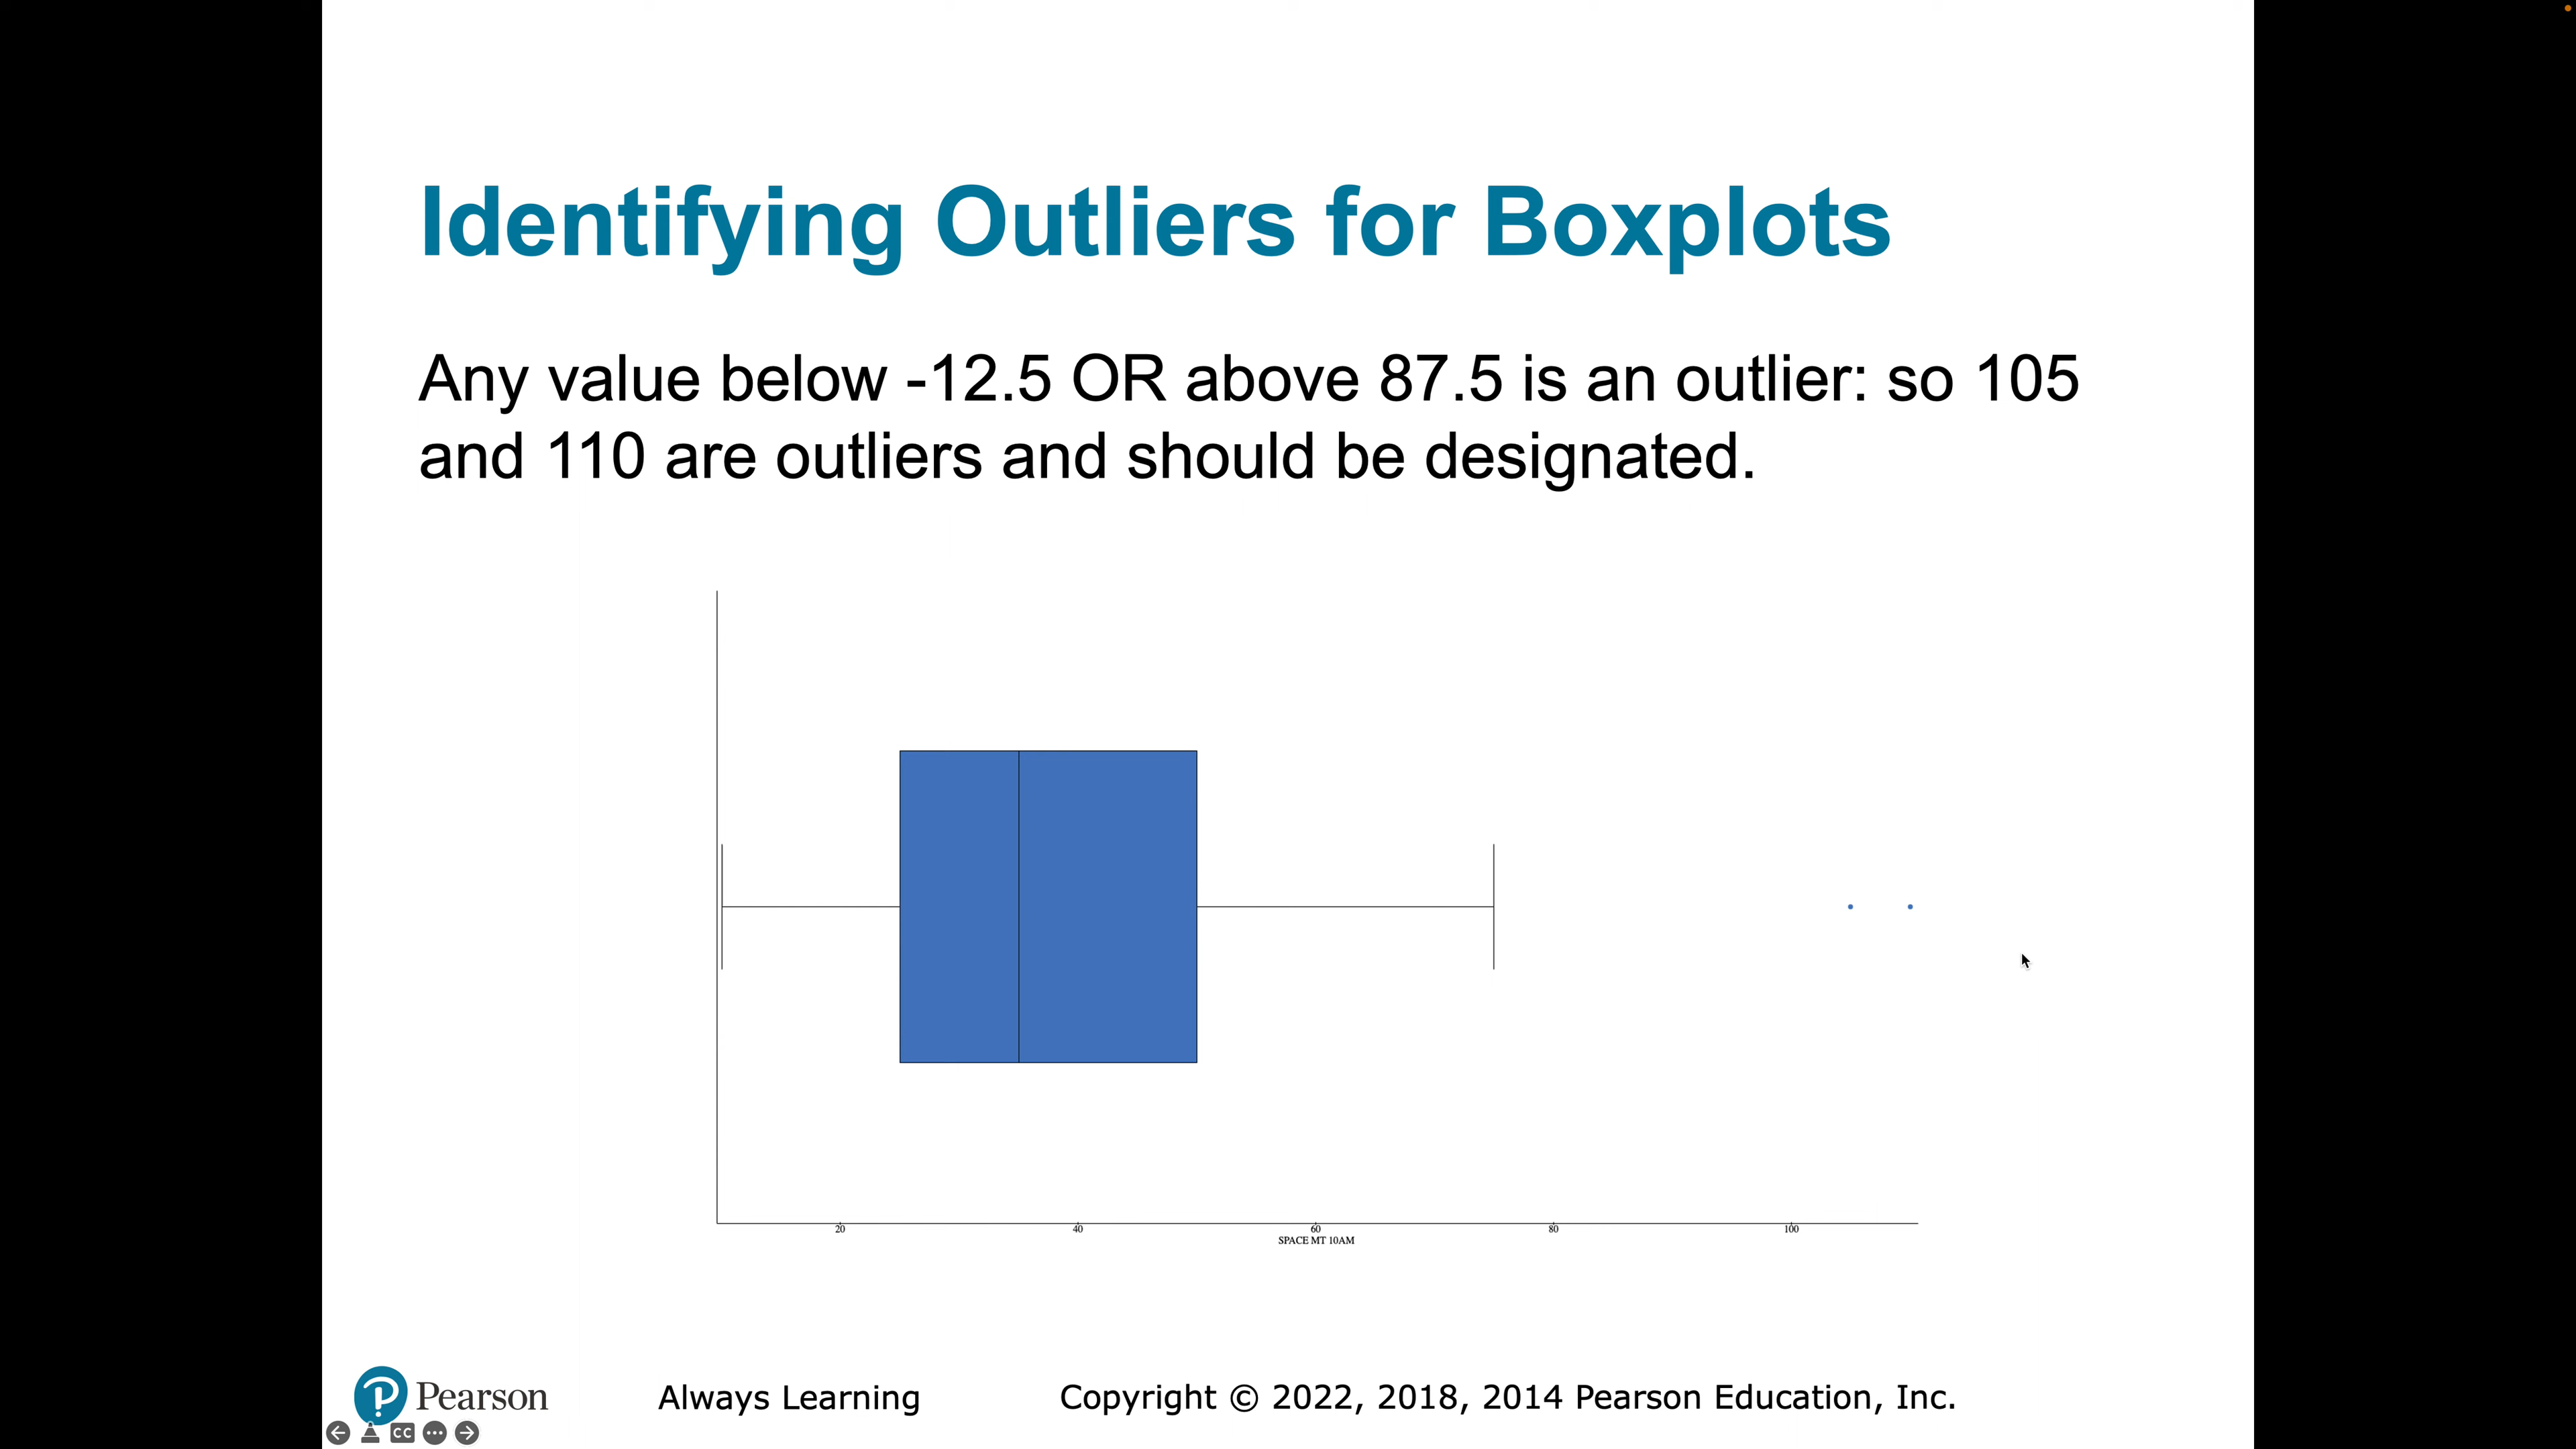 Identifying Outliers for Boxplots
Any value below -12.5 OR above 87.5 is an outlier: so 105
and 110 are outliers and should be designated.
20 40 60 80 100
SPACE MT 10AM
Pearson Always Learning Copyright © 2022, 2018, 2014 Pearson Education, Inc.
CC